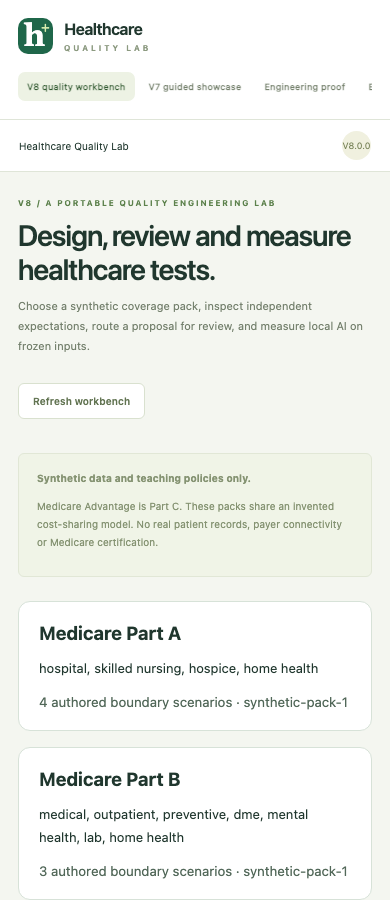 h+
Healthcare
QUALITY LAB
V8 quality workbench
V7 guided showcase
Engineering proof
Healthcare Quality Lab
V8.0.0
V8 / A PORTABLE QUALITY ENGINEERING LAB
Design, review and measure
healthcare tests.
Choose a synthetic coverage pack, inspect independent
expectations, route a proposal for review, and measure local AI on
frozen inputs.
Refresh workbench
Synthetic data and teaching policies only.
Medicare Advantage is Part C. These packs share an invented
cost-sharing model. No real patient records, payer connectivity
or Medicare certification.
Medicare Part A
hospital, skilled nursing, hospice, home health
4 authored boundary scenarios · synthetic-pack-1
Medicare Part B
medical, outpatient, preventive, dme, mental
health, lab, home health
3 authored boundary scenarios · synthetic-pack-1